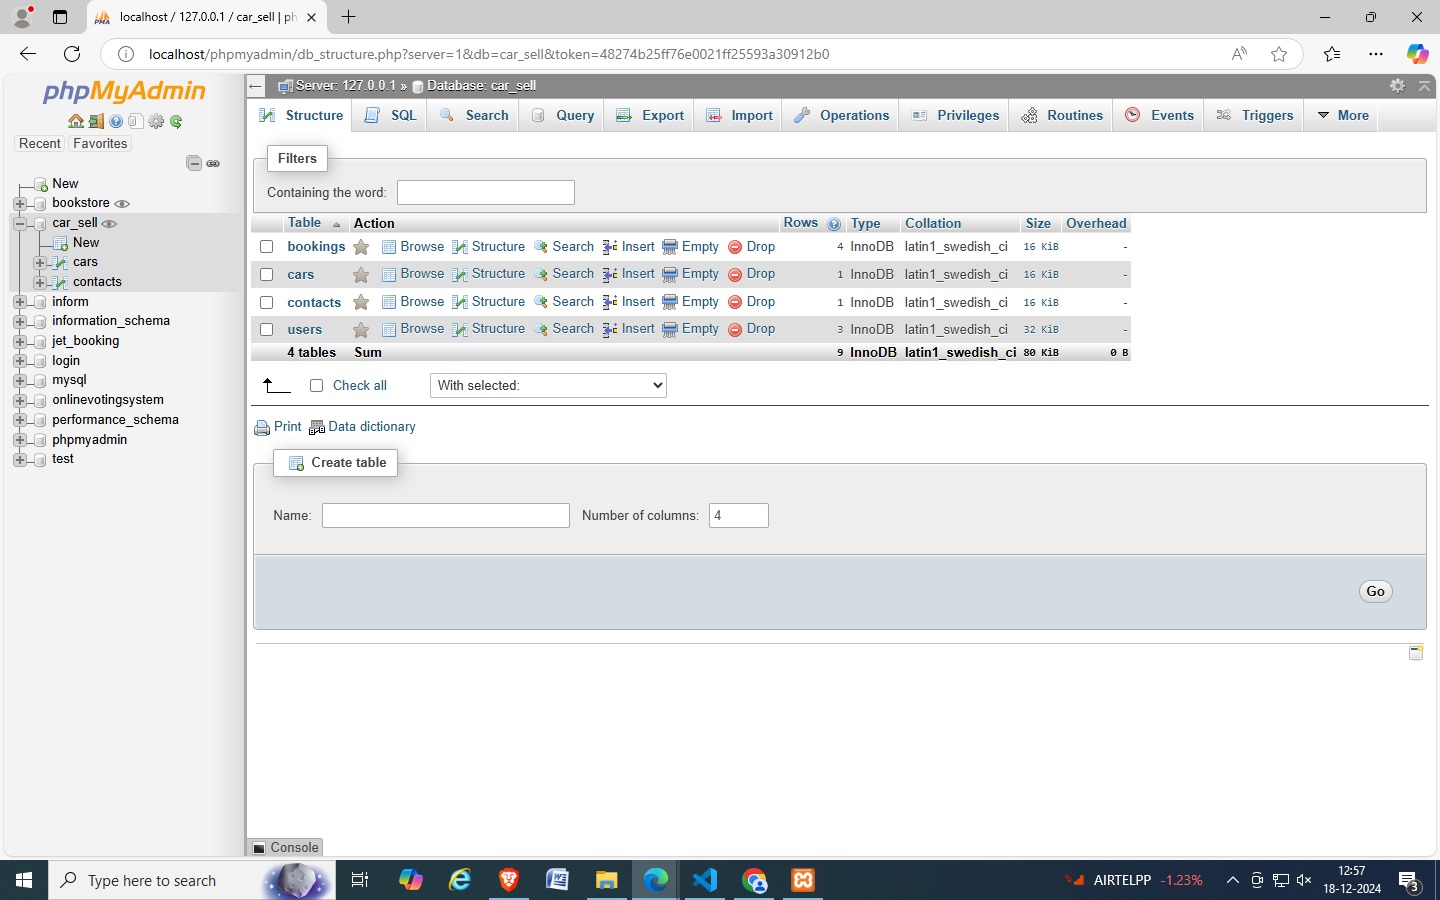 localhost / 127.0.0.1 / car_sell | ph
localhost/phpmyadmin/db_structure.php?server=1&db=car_sell&token=48274b25ff76e0021ff25593a30912b0
phpMyAdmin
Recent Favorites
New
bookstore
car_sell
New
cars
contacts
inform
information_schema
jet_booking
login
mysql
onlinevotingsystem
performance_schema
phpmyadmin
test
Server: 127.0.0.1 » Database: car_sell
Structure SQL Search Query Export Import Operations Privileges Routines Events Triggers More
Filters
Containing the word:
Table Action Rows Type Collation Size Overhead
bookings Browse Structure Search Insert Empty Drop 4 InnoDB latin1_swedish_ci 16 KiB -
cars Browse Structure Search Insert Empty Drop 1 InnoDB latin1_swedish_ci 16 KiB -
contacts Browse Structure Search Insert Empty Drop 1 InnoDB latin1_swedish_ci 16 KiB -
users Browse Structure Search Insert Empty Drop 3 InnoDB latin1_swedish_ci 32 KiB -
4 tables Sum 9 InnoDB latin1_swedish_ci 80 KiB 0 B
Check all With selected:
Print Data dictionary
Create table
Name: Number of columns: 4
Go
Console
Type here to search
AIRTELPP -1.23%
12:57
18-12-2024
3